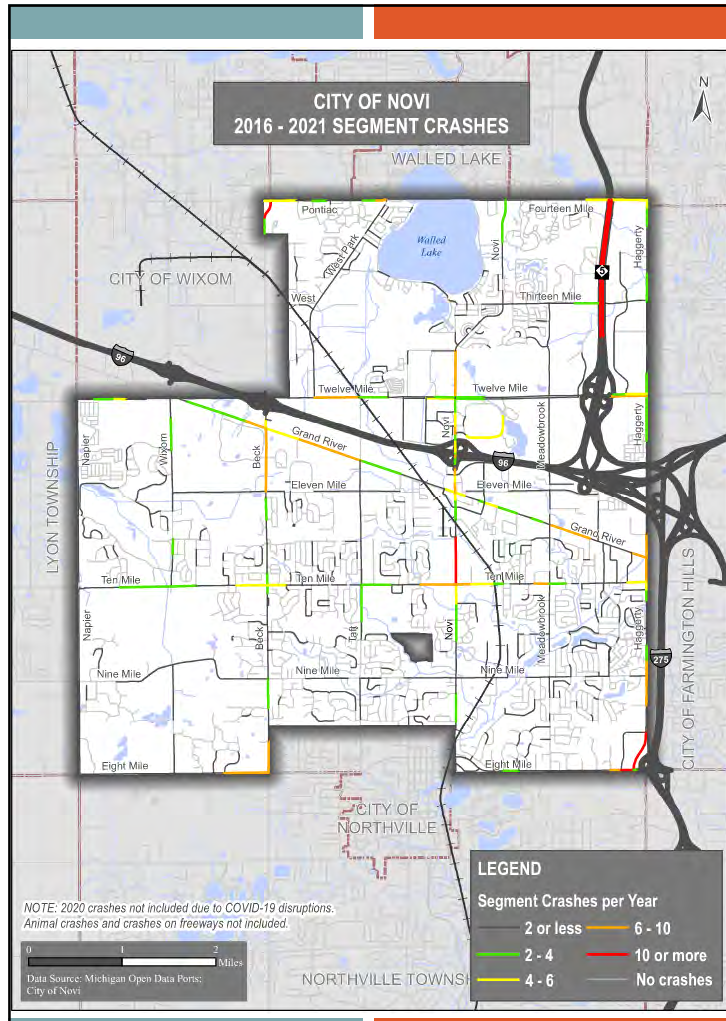 CITY OF NOVI
2016 - 2021 SEGMENT CRASHES
N
WALLED LAKE
Pontiac
Fourteen Mile
West Park
Walled
Lake
Novi
Haggerty
CITY OF WIXOM
5
West
Thirteen Mile
96
Twelve Mile
Twelve Mile
Napier
Wixom
Beck
Grand River
Novi
Meadowbrook
Haggerty
96
LYON TOWNSHIP
Eleven Mile
Eleven Mile
Grand River
Ten Mile
Ten Mile
Ten Mile
Napier
Beck
Taft
Novi
Meadowbrook
Haggerty
275
CITY OF FARMINGTON HILLS
Nine Mile
Nine Mile
Nine Mile
Eight Mile
Eight Mile
CITY OF
NORTHVILLE
LEGEND
Segment Crashes per Year
2 or less
6 - 10
2 - 4
10 or more
4 - 6
No crashes
NOTE: 2020 crashes not included due to COVID-19 disruptions.
Animal crashes and crashes on freeways not included.
0 1 2
Miles
Data Source: Michigan Open Data Ports;
City of Novi
NORTHVILLE TOWNSH